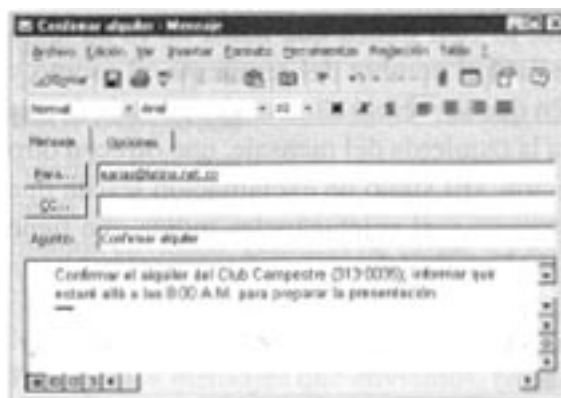 Confirmar alquiler - Mensaje
Archivo Edición Ver Insertar Formato Herramientas Redacción Tabla ?
Normal Arial 10 N K S
Mensaje Opciones
Para...
CC...
Asunto: Confirmar alquiler
Confirmar el alquiler del Club Campestre (313-0035); informar que
estaré allá a las 8:00 A.M. para preparar la presentación.